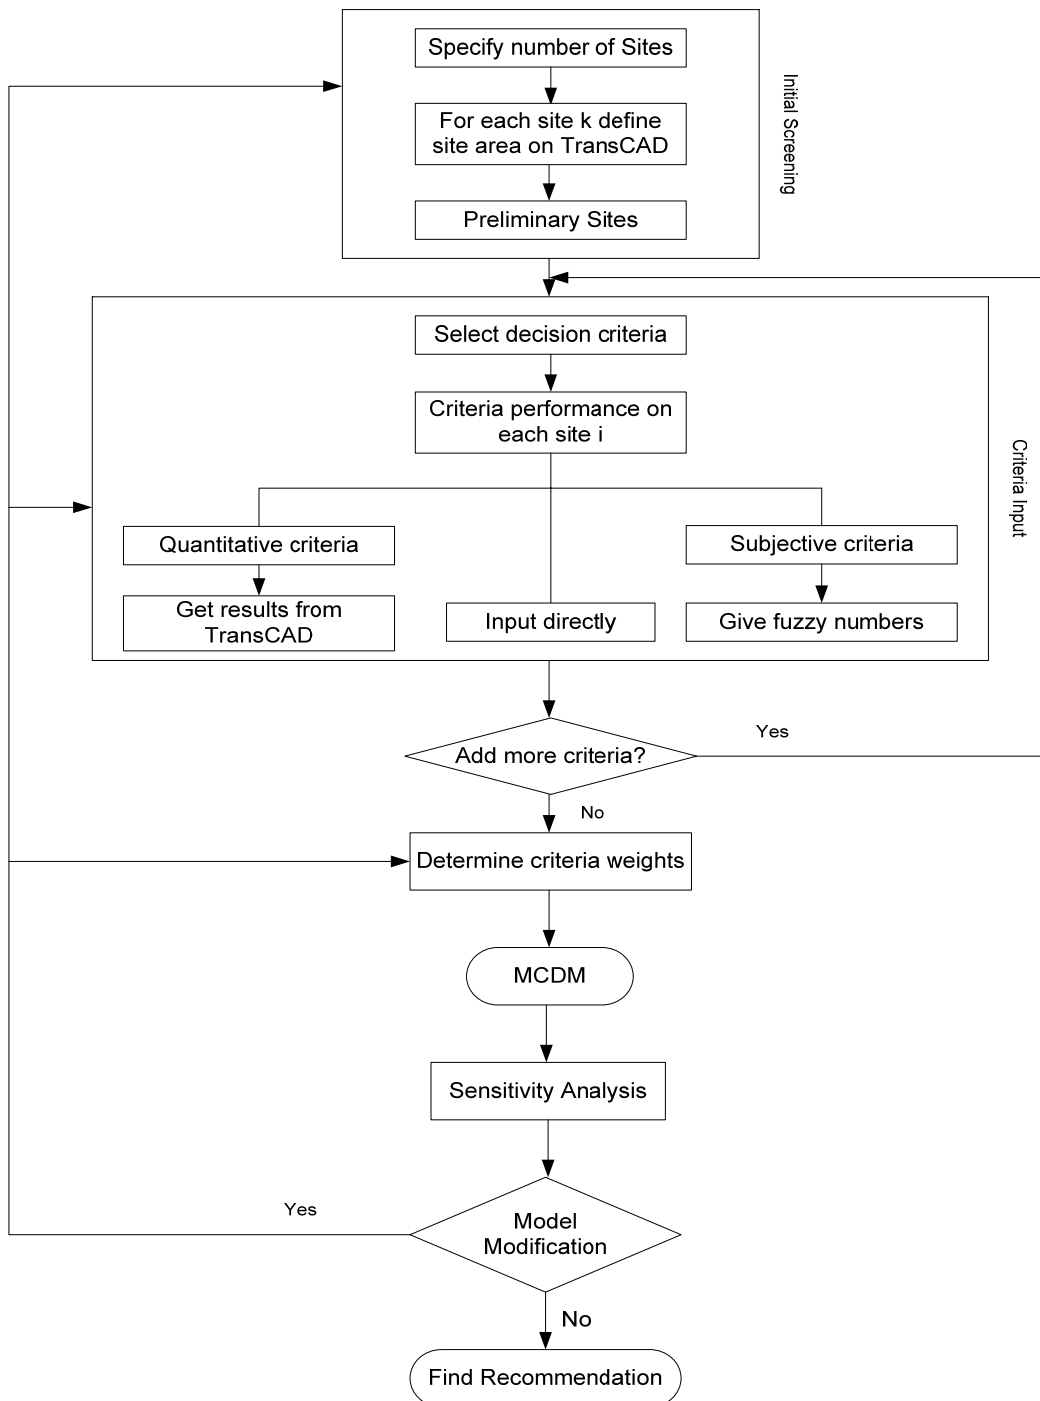 Specify number of Sites
For each site k define
site area on TransCAD
Preliminary Sites
Initial Screening
Select decision criteria
Criteria performance on
each site i
Quantitative criteria
Get results from
TransCAD
Input directly
Subjective criteria
Give fuzzy numbers
Criteria Input
Add more criteria?
Yes
No
Determine criteria weights
MCDM
Sensitivity Analysis
Model
Modification
Yes
No
Find Recommendation